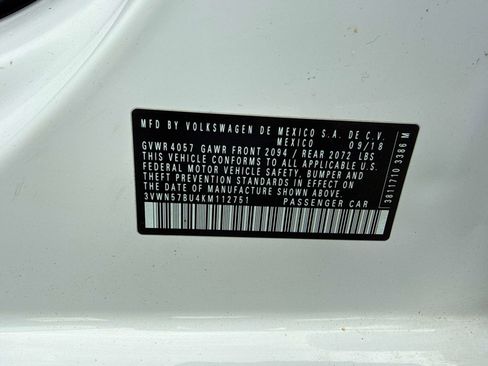 MFD BY VOLKSWAGEN DE MEXICO S.A. DE C.V.
MEXICO 09/18
GVWR 4057 GAWR FRONT 2094 / REAR 2072 LBS
THIS VEHICLE CONFORMS TO ALL APPLICABLE U.S.
FEDERAL MOTOR VEHICLE SAFETY, BUMPER AND
THEFT PREVENTION STANDARDS IN EFFECT ON
THE DATE OF MANUFACTURE SHOWN ABOVE.
3VWN57BU4KM112751 PASSENGER CAR
3811710 3386 M